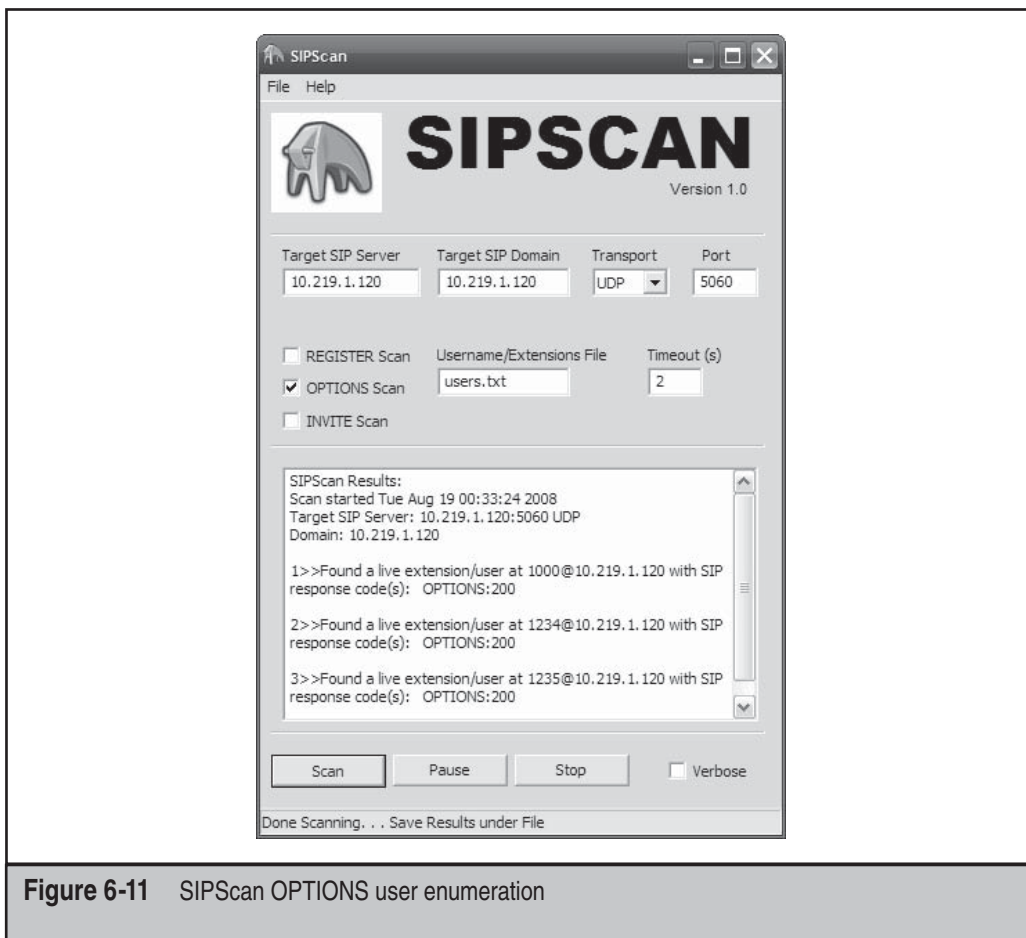 SIPScan
File Help
SIPSCAN
Version 1.0
Target SIP Server Target SIP Domain Transport Port
10.219.1.120 10.219.1.120 UDP 5060
REGISTER Scan Username/Extensions File Timeout (s)
OPTIONS Scan users.txt 2
INVITE Scan
SIPScan Results:
Scan started Tue Aug 19 00:33:24 2008
Target SIP Server: 10.219.1.120:5060 UDP
Domain: 10.219.1.120
1>>Found a live extension/user at 1000@10.219.1.120 with SIP
response code(s): OPTIONS:200
2>>Found a live extension/user at 1234@10.219.1.120 with SIP
response code(s): OPTIONS:200
3>>Found a live extension/user at 1235@10.219.1.120 with SIP
response code(s): OPTIONS:200
Scan Pause Stop Verbose
Done Scanning. . . Save Results under File
Figure 6-11 SIPScan OPTIONS user enumeration